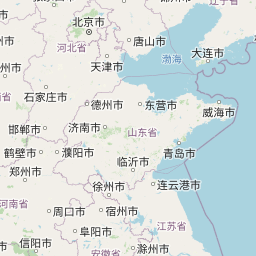 辽宁省
北京市
河北省
唐山市
大连市
天津市
渤海
南省
石家庄市
德州市
东营市
威海市
邯郸市
济南市
山东省
鹤壁市
濮阳市
青岛市
郑州市
临沂市
徐州市
连云港市
河南省
周口市
宿州市
江苏省
阜阳市
信阳市
安徽省
滁州市